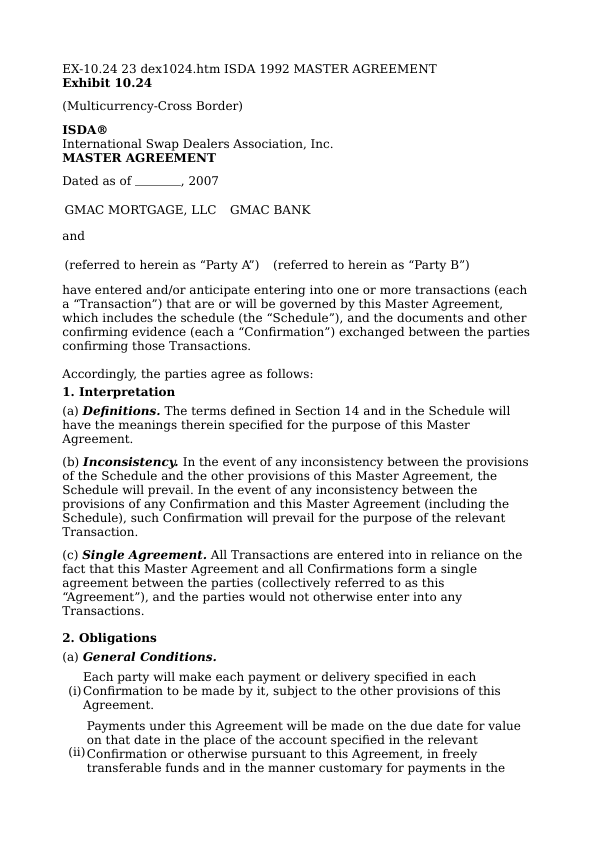 EX-10.24 23 dex1024.htm ISDA 1992 MASTER AGREEMENT
Exhibit 10.24
(Multicurrency-Cross Border)
ISDA®
International Swap Dealers Association, Inc.
MASTER AGREEMENT
Dated as of _______, 2007
GMAC MORTGAGE, LLC GMAC BANK
and
(referred to herein as “Party A”) (referred to herein as “Party B”)
have entered and/or anticipate entering into one or more transactions (each
a “Transaction”) that are or will be governed by this Master Agreement,
which includes the schedule (the “Schedule”), and the documents and other
confirming evidence (each a “Confirmation”) exchanged between the parties
confirming those Transactions.
Accordingly, the parties agree as follows:
1. Interpretation
(a) Definitions. The terms defined in Section 14 and in the Schedule will
have the meanings therein specified for the purpose of this Master
Agreement.
(b) Inconsistency. In the event of any inconsistency between the provisions
of the Schedule and the other provisions of this Master Agreement, the
Schedule will prevail. In the event of any inconsistency between the
provisions of any Confirmation and this Master Agreement (including the
Schedule), such Confirmation will prevail for the purpose of the relevant
Transaction.
(c) Single Agreement. All Transactions are entered into in reliance on the
fact that this Master Agreement and all Confirmations form a single
agreement between the parties (collectively referred to as this
“Agreement”), and the parties would not otherwise enter into any
Transactions.
2. Obligations
(a) General Conditions.
Each party will make each payment or delivery specified in each
(i) Confirmation to be made by it, subject to the other provisions of this
Agreement.
Payments under this Agreement will be made on the due date for value
on that date in the place of the account specified in the relevant
(ii) Confirmation or otherwise pursuant to this Agreement, in freely
transferable funds and in the manner customary for payments in the